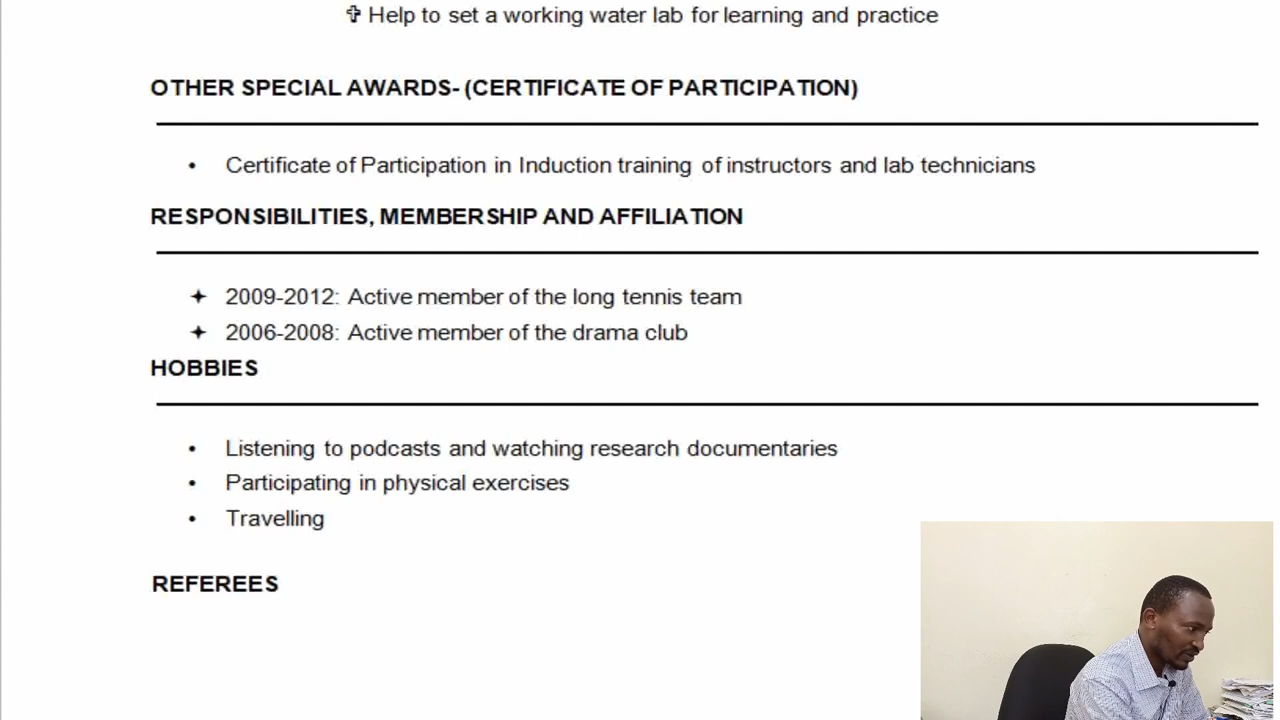 ✞ Help to set a working water lab for learning and practice
OTHER SPECIAL AWARDS- (CERTIFICATE OF PARTICIPATION)
• Certificate of Participation in Induction training of instructors and lab technicians
RESPONSIBILITIES, MEMBERSHIP AND AFFILIATION
✦ 2009-2012: Active member of the long tennis team
✦ 2006-2008: Active member of the drama club
HOBBIES
• Listening to podcasts and watching research documentaries
• Participating in physical exercises
• Travelling
REFEREES